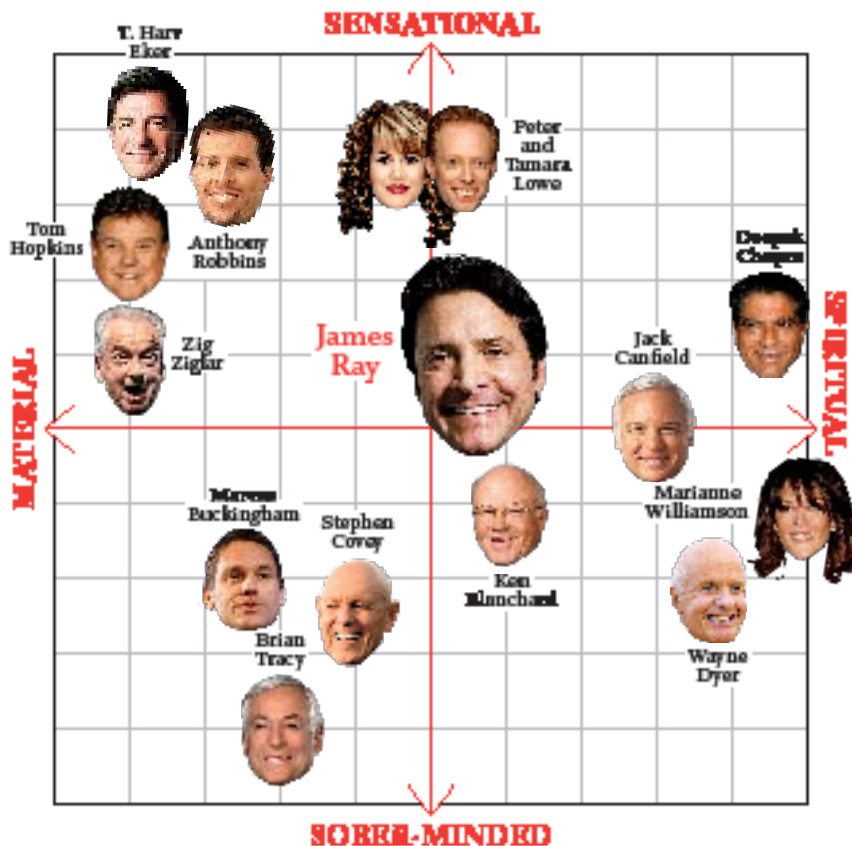 SENSATIONAL
T. Harv
Eker
Peter
and
Tamara
Lowe
Tom
Hopkins
Anthony
Robbins
Deepak
Chopra
Zig
Ziglar
James
Ray
Jack
Canfield
MATERIAL
SPIRITUAL
Marcus
Buckingham
Stephen
Covey
Marianne
Williamson
Ken
Blanchard
Brian
Tracy
Wayne
Dyer
SOBER-MINDED